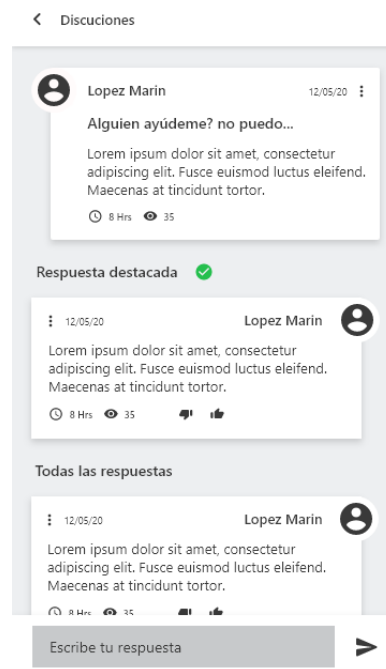 Discuciones
Lopez Marin 12/05/20
Alguien ayúdeme? no puedo...
Lorem ipsum dolor sit amet, consectetur
adipiscing elit. Fusce euismod luctus eleifend.
Maecenas at tincidunt tortor.
8 Hrs 35
Respuesta destacada
12/05/20 Lopez Marin
Lorem ipsum dolor sit amet, consectetur
adipiscing elit. Fusce euismod luctus eleifend.
Maecenas at tincidunt tortor.
8 Hrs 35
Todas las respuestas
12/05/20 Lopez Marin
Lorem ipsum dolor sit amet, consectetur
adipiscing elit. Fusce euismod luctus eleifend.
Maecenas at tincidunt tortor.
8 Hrs 35
Escribe tu respuesta